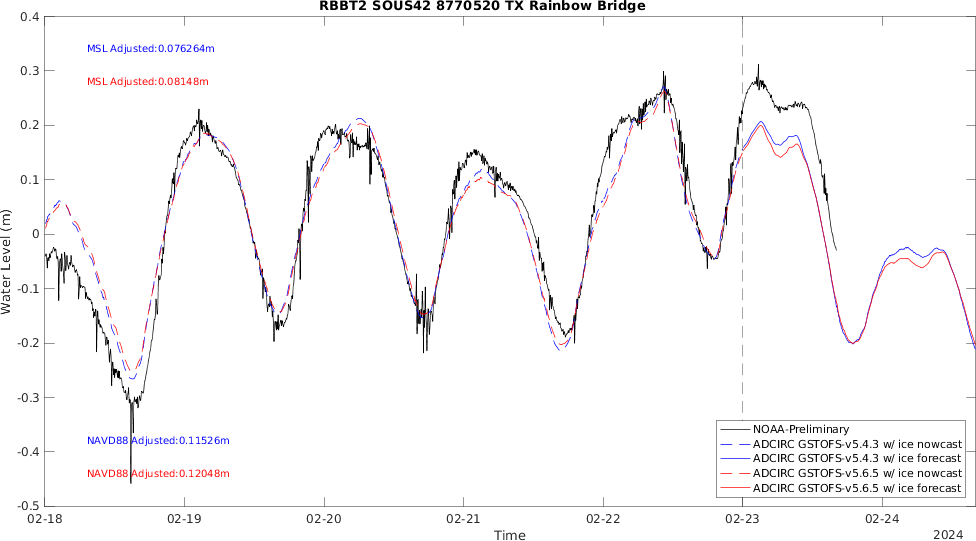 RBBT2 SOUS42 8770520 TX Rainbow Bridge
0.4
0.3
0.2
0.1
0
-0.1
-0.2
-0.3
-0.4
-0.5
Water Level (m)
MSL Adjusted:0.076264m
MSL Adjusted:0.08148m
NAVD88 Adjusted:0.11526m
NAVD88 Adjusted:0.12048m
NOAA-Preliminary
ADCIRC GSTOFS-v5.4.3 w/ ice nowcast
ADCIRC GSTOFS-v5.4.3 w/ ice forecast
ADCIRC GSTOFS-v5.6.5 w/ ice nowcast
ADCIRC GSTOFS-v5.6.5 w/ ice forecast
02-18
02-19
02-20
02-21
02-22
02-23
02-24
Time
2024